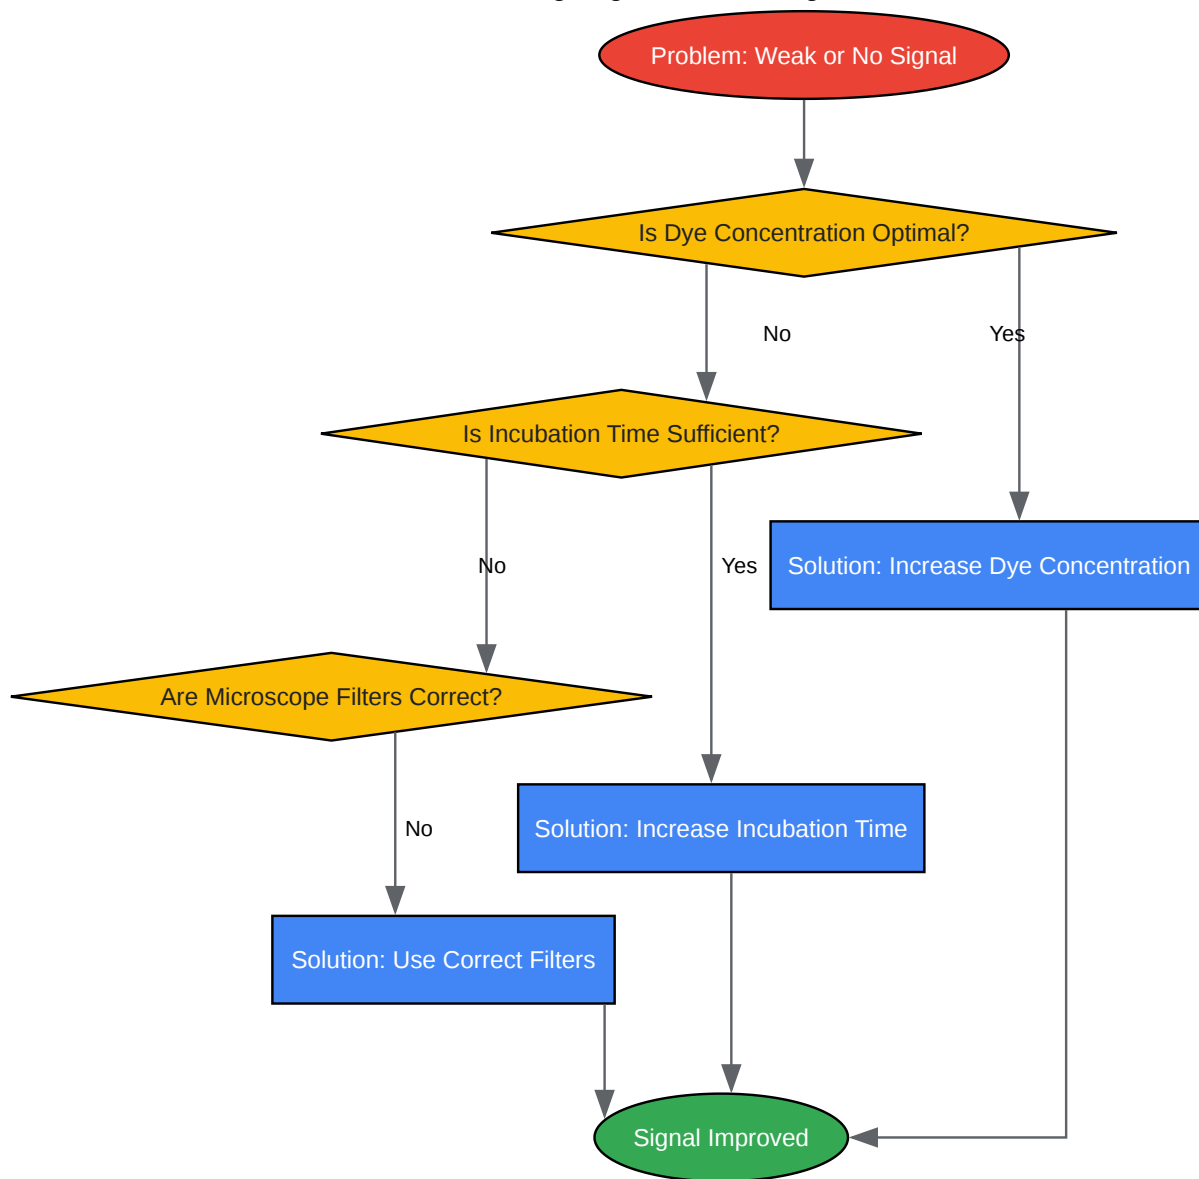 Problem: Weak or No Signal
Is Dye Concentration Optimal?
No
Yes
Is Incubation Time Sufficient?
No
Yes
Solution: Increase Dye Concentration
Are Microscope Filters Correct?
No
Solution: Increase Incubation Time
Solution: Use Correct Filters
Signal Improved